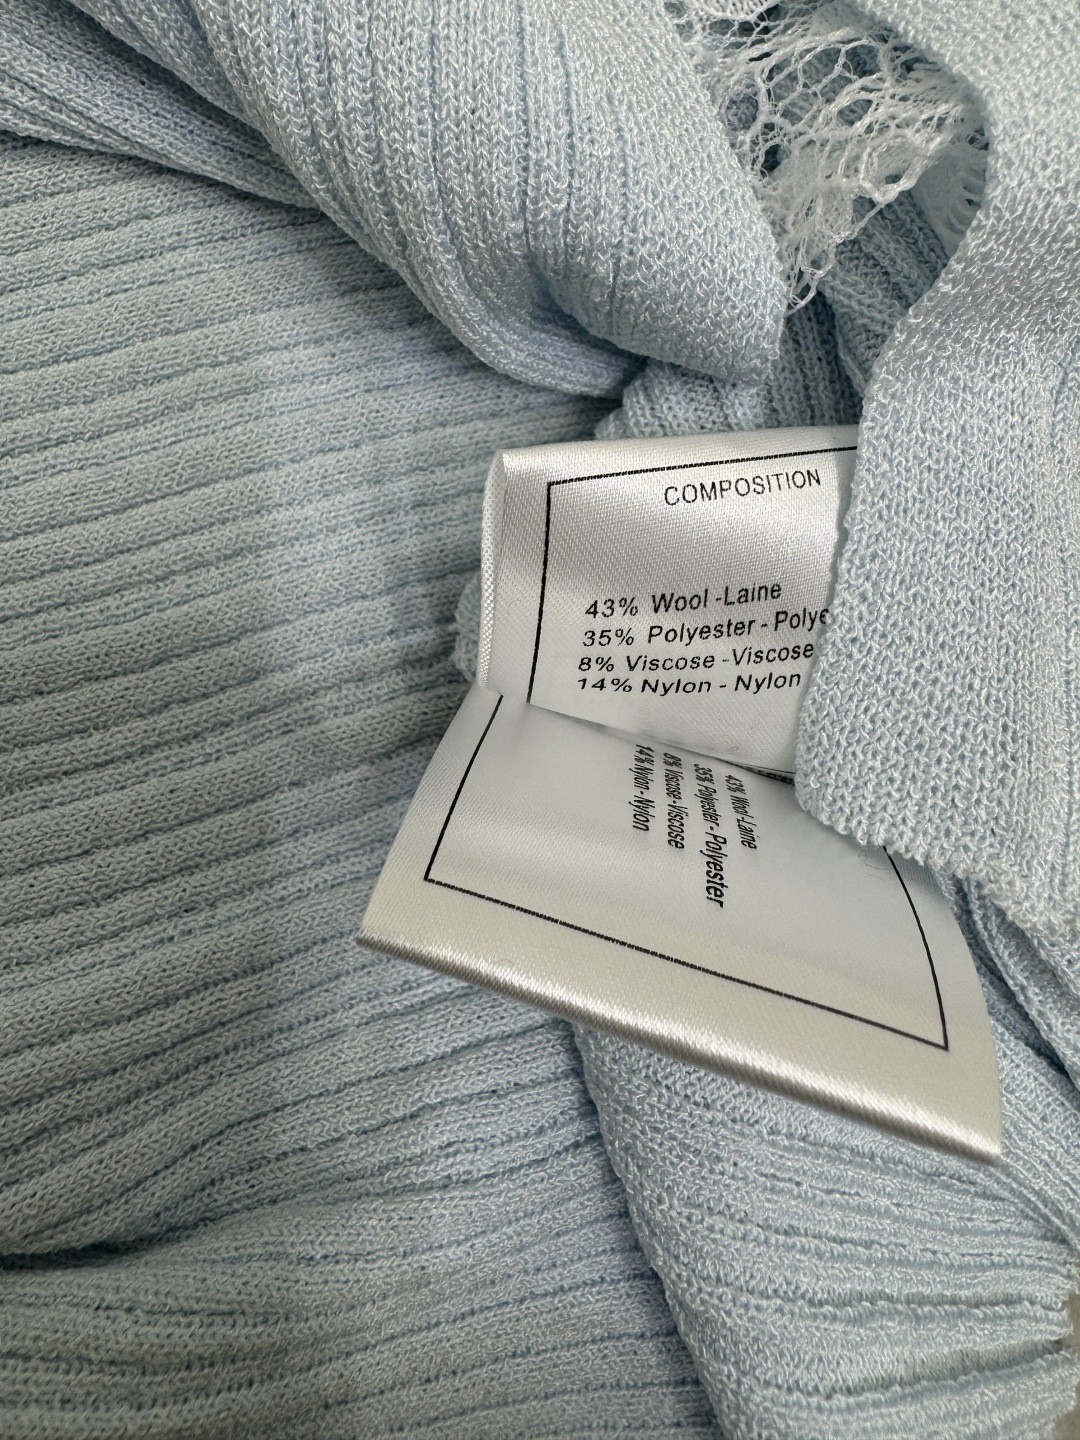 COMPOSITION
43% Wool -Laine
35% Polyester - Polye
8% Viscose -Viscose
14% Nylon - Nylon
43% Wool -Laine
35% Polyester - Polyester
8% Viscose -Viscose
14% Nylon - Nylon